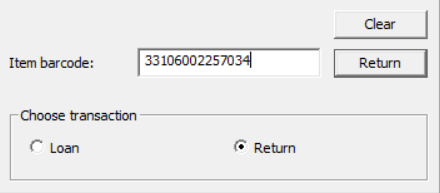 Clear
Item barcode: 33106002257034 Return
Choose transaction
Loan Return